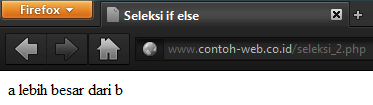 Firefox
Seleksi if else
www.contoh-web.co.id/seleksi_2.php
a lebih besar dari b